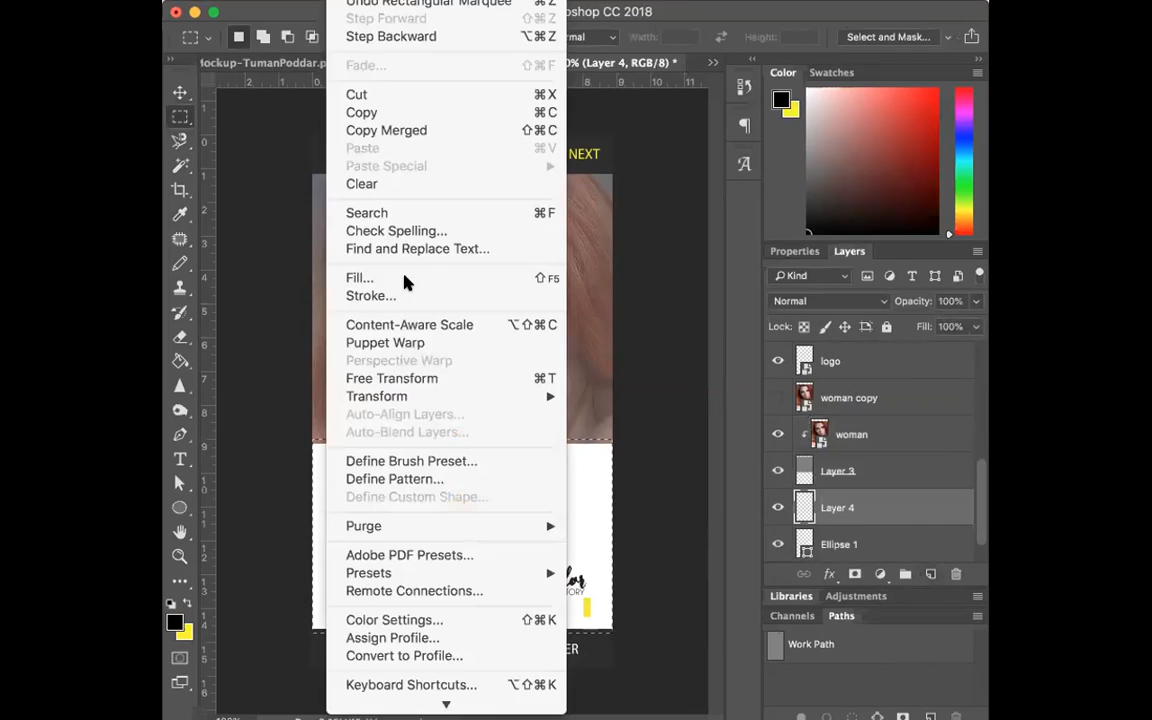 Undo Rectangular Marquee ⌘Z
oshop CC 2018
Step Forward ⇧⌘Z
Step Backward ⌥⌘Z
mal Width: Height: Select and Mask...
Mockup-TumanPoddar.p % (Layer 4, RGB/8) *
Fade... ⇧⌘F
Color Swatches
Cut ⌘X
Copy ⌘C
Copy Merged ⇧⌘C
Paste ⌘V
NEXT
Paste Special
Clear
Search ⌘F
Check Spelling...
Find and Replace Text...
Properties Layers
Fill... ⇧F5
Kind
Stroke...
Normal Opacity: 100%
Content-Aware Scale ⌥⇧⌘C
Lock: Fill: 100%
Puppet Warp
Perspective Warp
logo
Free Transform ⌘T
Transform
woman copy
Auto-Align Layers...
Auto-Blend Layers...
woman
Define Brush Preset...
Layer 3
Define Pattern...
Define Custom Shape...
Layer 4
Purge
Ellipse 1
Adobe PDF Presets...
Presets
Remote Connections...
Libraries Adjustments
Color Settings... ⇧⌘K
Channels Paths
Assign Profile...
Work Path
Convert to Profile...
ER
Keyboard Shortcuts... ⌥⇧⌘K